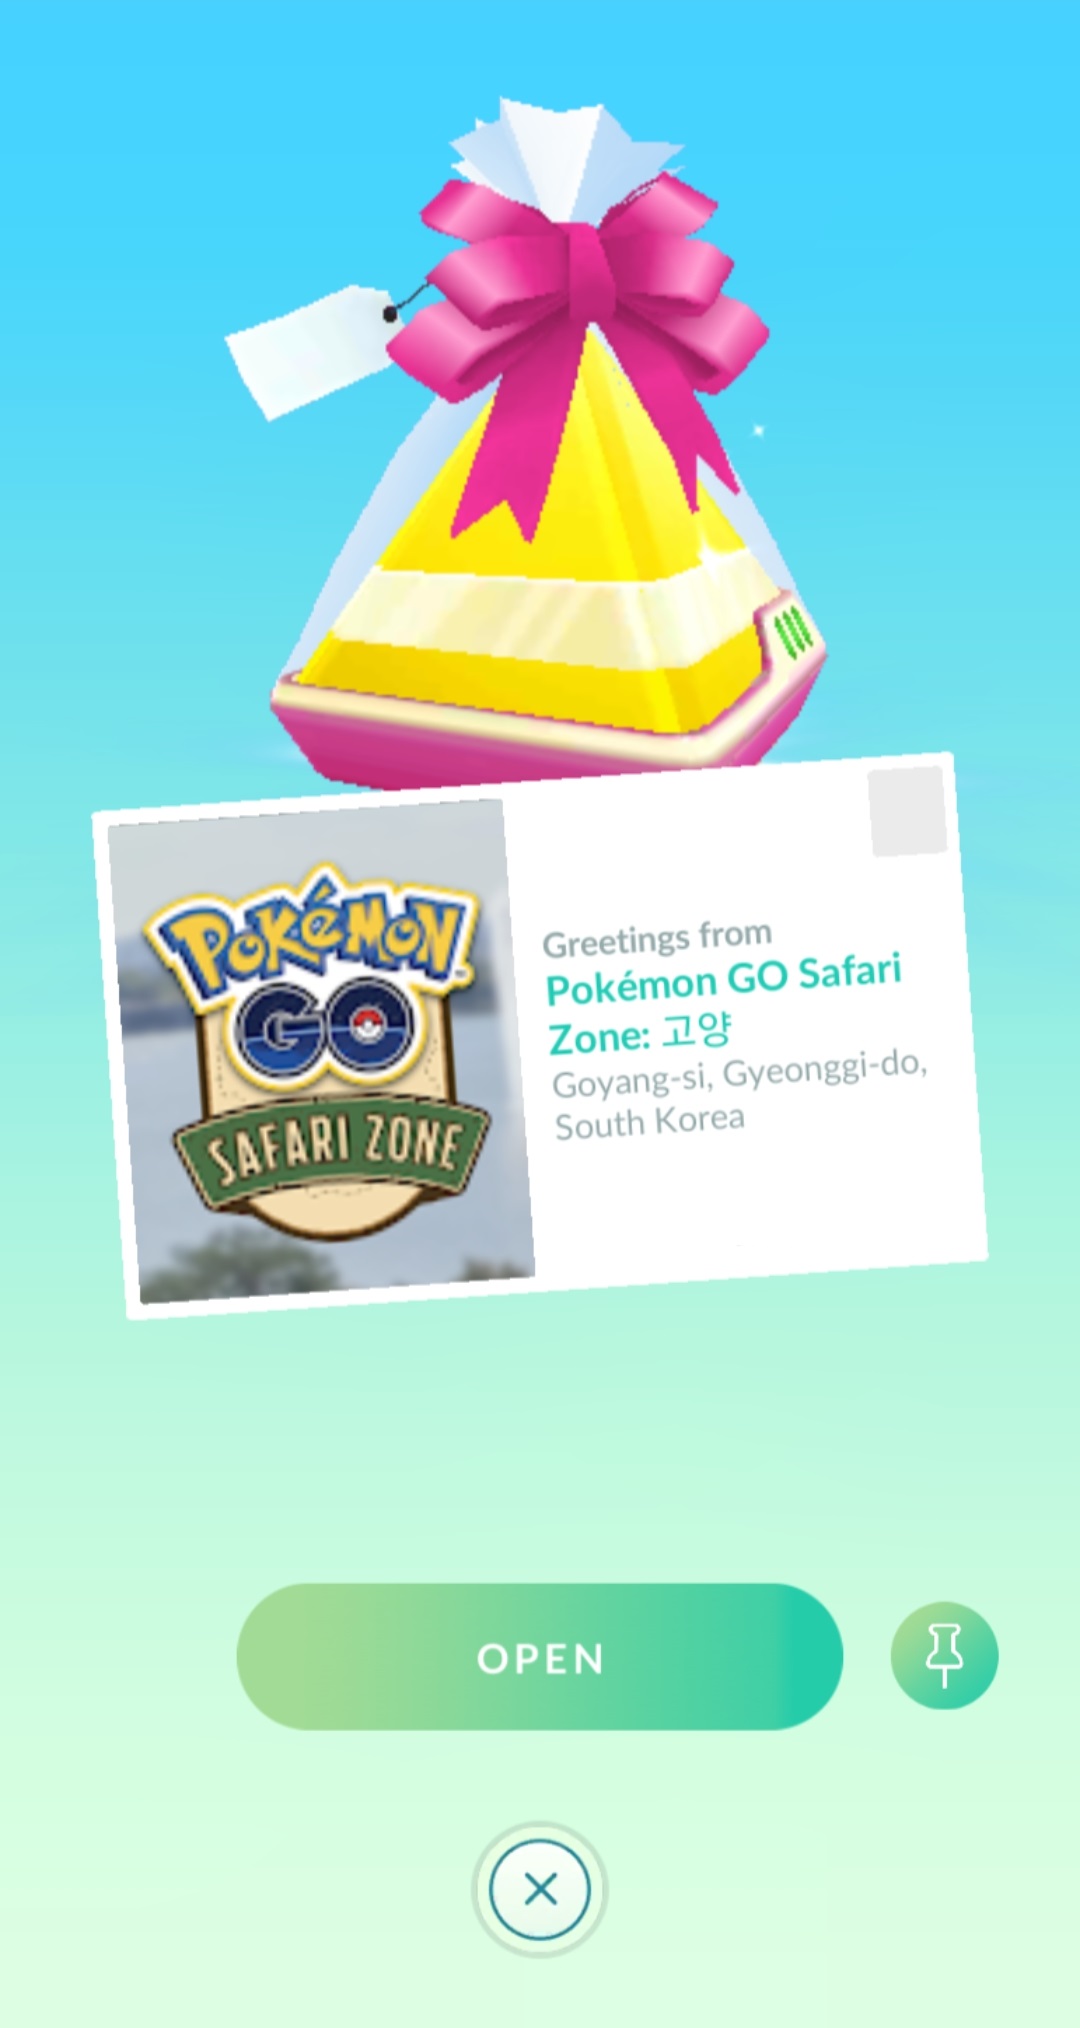 POKéMON
GO
SAFARI ZONE
Greetings from
Pokémon GO Safari
Zone: 고양
Goyang-si, Gyeonggi-do,
South Korea
OPEN